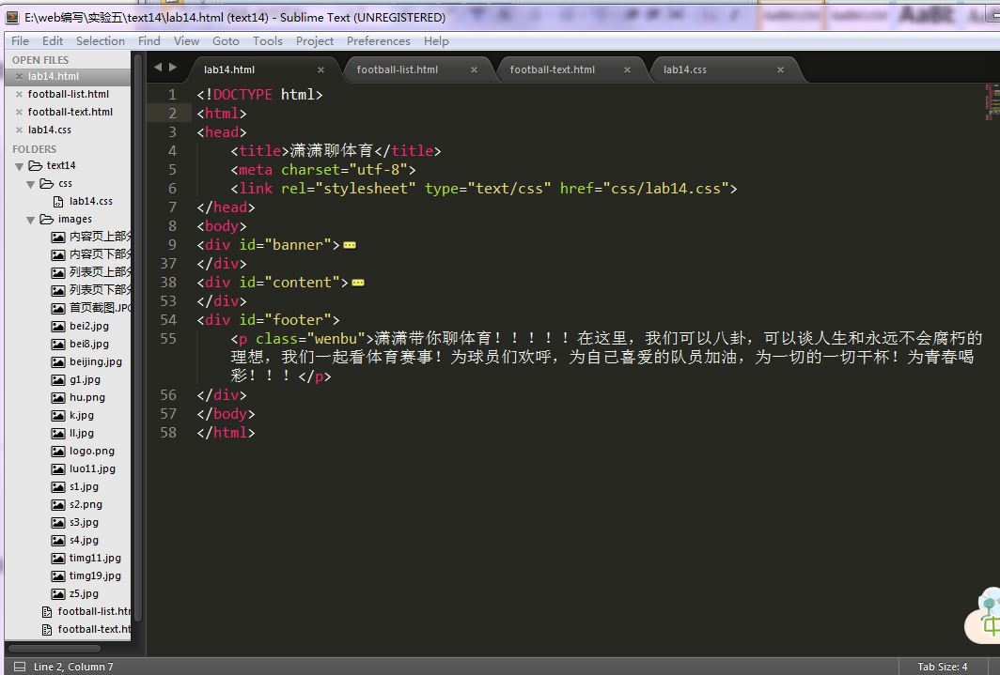 E:\web编写\实验五\text14\lab14.html (text14) - Sublime Text (UNREGISTERED)
File Edit Selection Find View Goto Tools Project Preferences Help
OPEN FILES
lab14.html
football-list.html
football-text.html
lab14.css
FOLDERS
text14
css
lab14.css
images
内容页上部分
内容页下部分
列表页上部分
列表页下部分
首页截图.JPG
bei2.jpg
bei8.jpg
beijing.jpg
g1.jpg
hu.png
k.jpg
ll.jpg
logo.png
luo11.jpg
s1.jpg
s2.png
s3.jpg
s4.jpg
timg11.jpg
timg19.jpg
z5.jpg
football-list.htm
football-text.ht
lab14.html football-list.html football-text.html lab14.css
1 <!DOCTYPE html>
2 <html>
3 <head>
4 <title>潇潇聊体育</title>
5 <meta charset="utf-8">
6 <link rel="stylesheet" type="text/css" href="css/lab14.css">
7 </head>
8 <body>
9 <div id="banner">
37 </div>
38 <div id="content">
53 </div>
54 <div id="footer">
55 <p class="wenbu">潇潇带你聊体育！！！！！在这里，我们可以八卦，可以谈人生和永远不会腐朽的
理想，我们一起看体育赛事！为球员们欢呼，为自己喜爱的队员加油，为一切的一切干杯！为青春喝
彩！！！</p>
56 </div>
57 </body>
58 </html>
中
Line 2, Column 7
Tab Size: 4